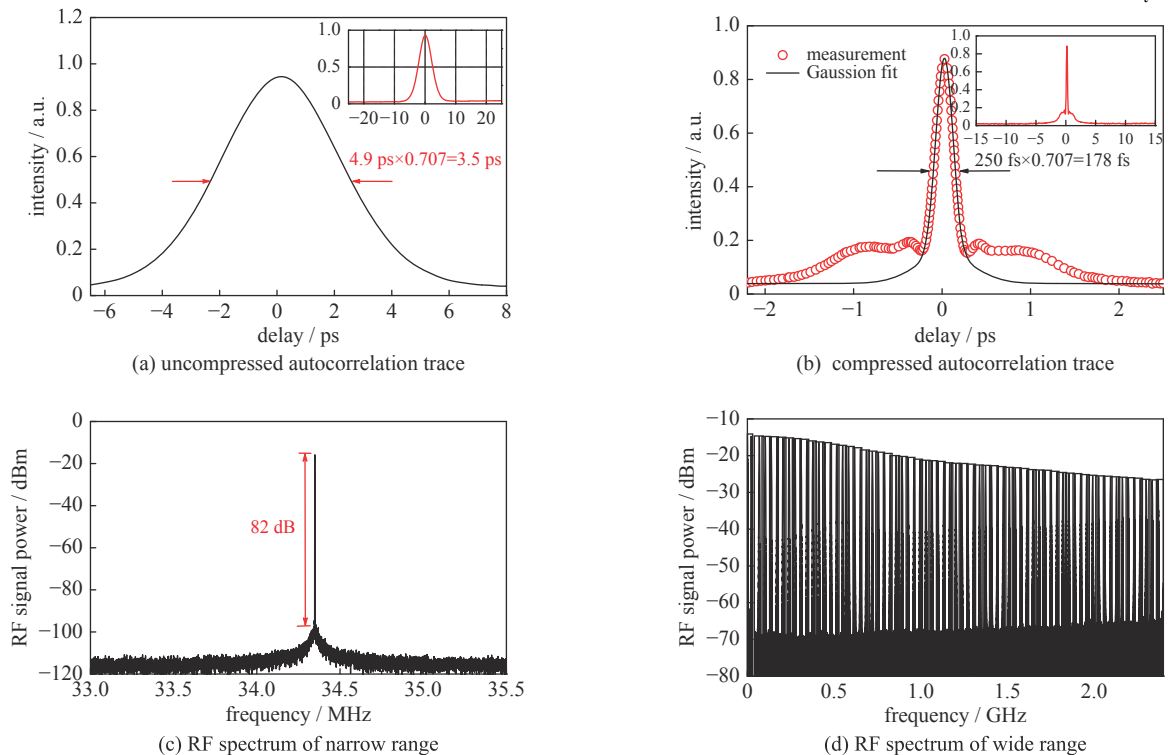 1.2
1.0
0.8
0.6
0.4
0.2
0
intensity / a.u.
1.0
0.5
0
−20 −10 0 10 20
4.9 ps×0.707=3.5 ps
−6 −4 −2 0 2 4 6 8
delay / ps
(a) uncompressed autocorrelation trace
1.0
0.8
0.6
0.4
0.2
0
intensity / a.u.
measurement
Gaussion fit
1.0
0.8
0.6
0.4
0.2
0
−15 −10 −5 0 5 10 15
250 fs×0.707=178 fs
−2 −1 0 1 2
delay / ps
(b) compressed autocorrelation trace
0
−20
−40
−60
−80
−100
−120
RF signal power / dBm
82 dB
33.0 33.5 34.0 34.5 35.0 35.5
frequency / MHz
(c) RF spectrum of narrow range
−10
−20
−30
−40
−50
−60
−70
−80
RF signal power / dBm
0 0.5 1.0 1.5 2.0
frequency / GHz
(d) RF spectrum of wide range